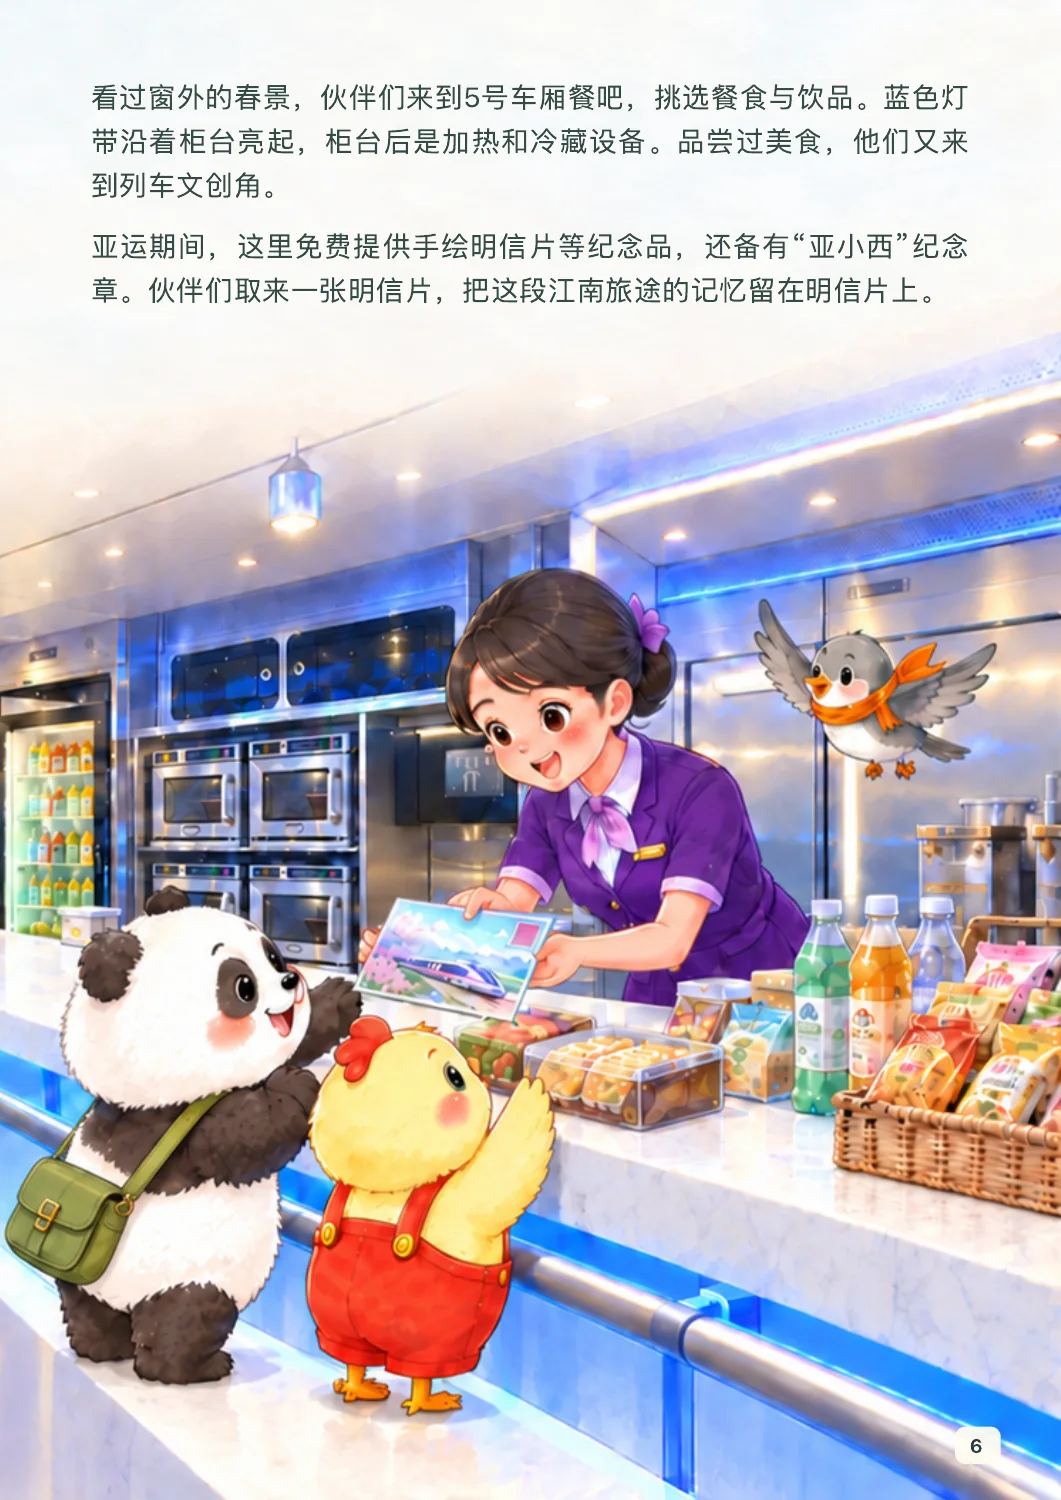 看过窗外的春景，伙伴们来到5号车厢餐吧，挑选餐食与饮品。蓝色灯
带沿着柜台亮起，柜台后是加热和冷藏设备。品尝过美食，他们又来
到列车文创角。
亚运期间，这里免费提供手绘明信片等纪念品，还备有“亚小西”纪念
章。伙伴们取来一张明信片，把这段江南旅途的记忆留在明信片上。
6